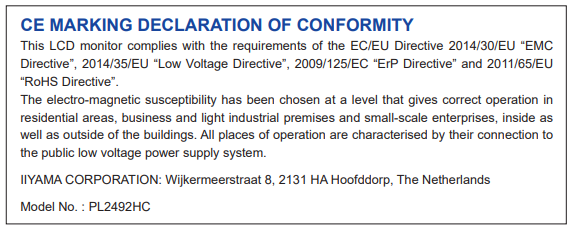 CE MARKING DECLARATION OF CONFORMITY
This LCD monitor complies with the requirements of the EC/EU Directive 2014/30/EU “EMC
Directive”, 2014/35/EU “Low Voltage Directive”, 2009/125/EC “ErP Directive” and 2011/65/EU
“RoHS Directive”.
The electro-magnetic susceptibility has been chosen at a level that gives correct operation in
residential areas, business and light industrial premises and small-scale enterprises, inside as
well as outside of the buildings. All places of operation are characterised by their connection to
the public low voltage power supply system.
IIYAMA CORPORATION: Wijkermeerstraat 8, 2131 HA Hoofddorp, The Netherlands
Model No. : PL2492HC